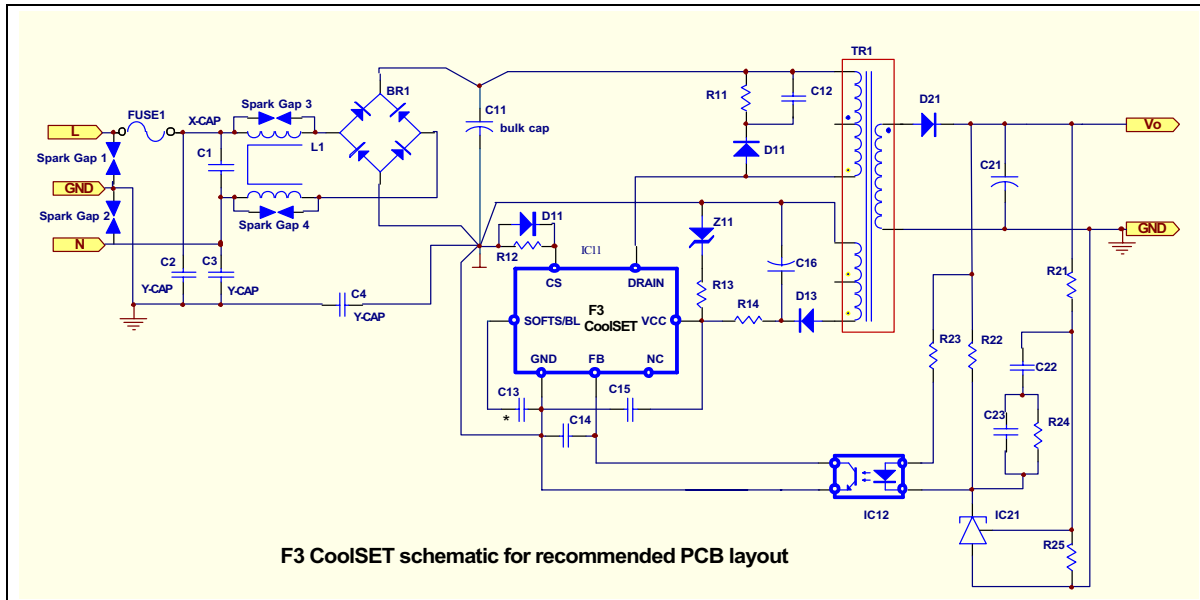 TR1
R11
C12
BR1
C11
bulk cap
Spark Gap 3
FUSE1
X-CAP
D21
L
Vo
L1
C1
Spark Gap 1
D11
C21
GND
Spark Gap 2
Spark Gap 4
D11
Z11
GND
N
R12
IC11
C16
C2
C3
CS
DRAIN
R21
Y-CAP
Y-CAP
C4
R13
R14
D13
Y-CAP
F3
CoolSET
SOFTS/BL
VCC
R23
R22
GND
FB
NC
C22
C13
C15
*
C14
C23
R24
IC12
IC21
R25
F3 CoolSET schematic for recommended PCB layout